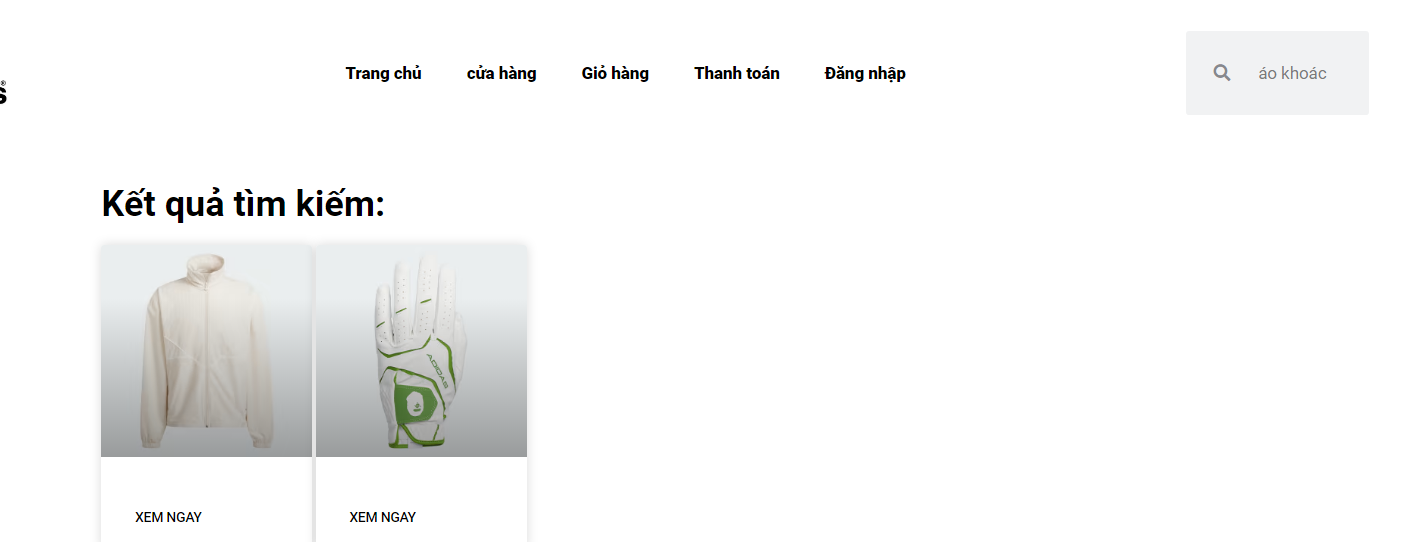 Trang chủ cửa hàng Giỏ hàng Thanh toán Đăng nhập áo khoác
Kết quả tìm kiếm:
ADIDAS
XEM NGAY XEM NGAY